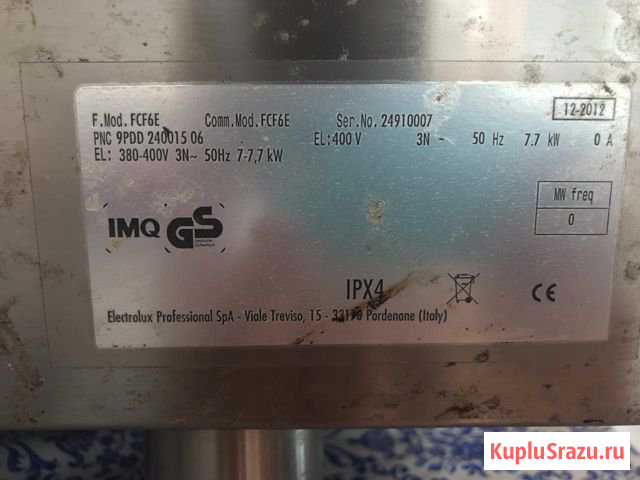 12-2012
F.Mod. FCF6E Comm.Mod. FCF6E Ser.No. 24910007
PNC 9PDD 240015 06 EL: 400 V 3N ~ 50 Hz 7.7 kW 0 A
EL: 380-400V 3N~ 50Hz 7-7,7 kW
MW freq
0
IMQ GS
IPX4
CE
Electrolux Professional SpA - Viale Treviso, 15 - 33170 Pordenone (Italy)
KupluSrazu.ru